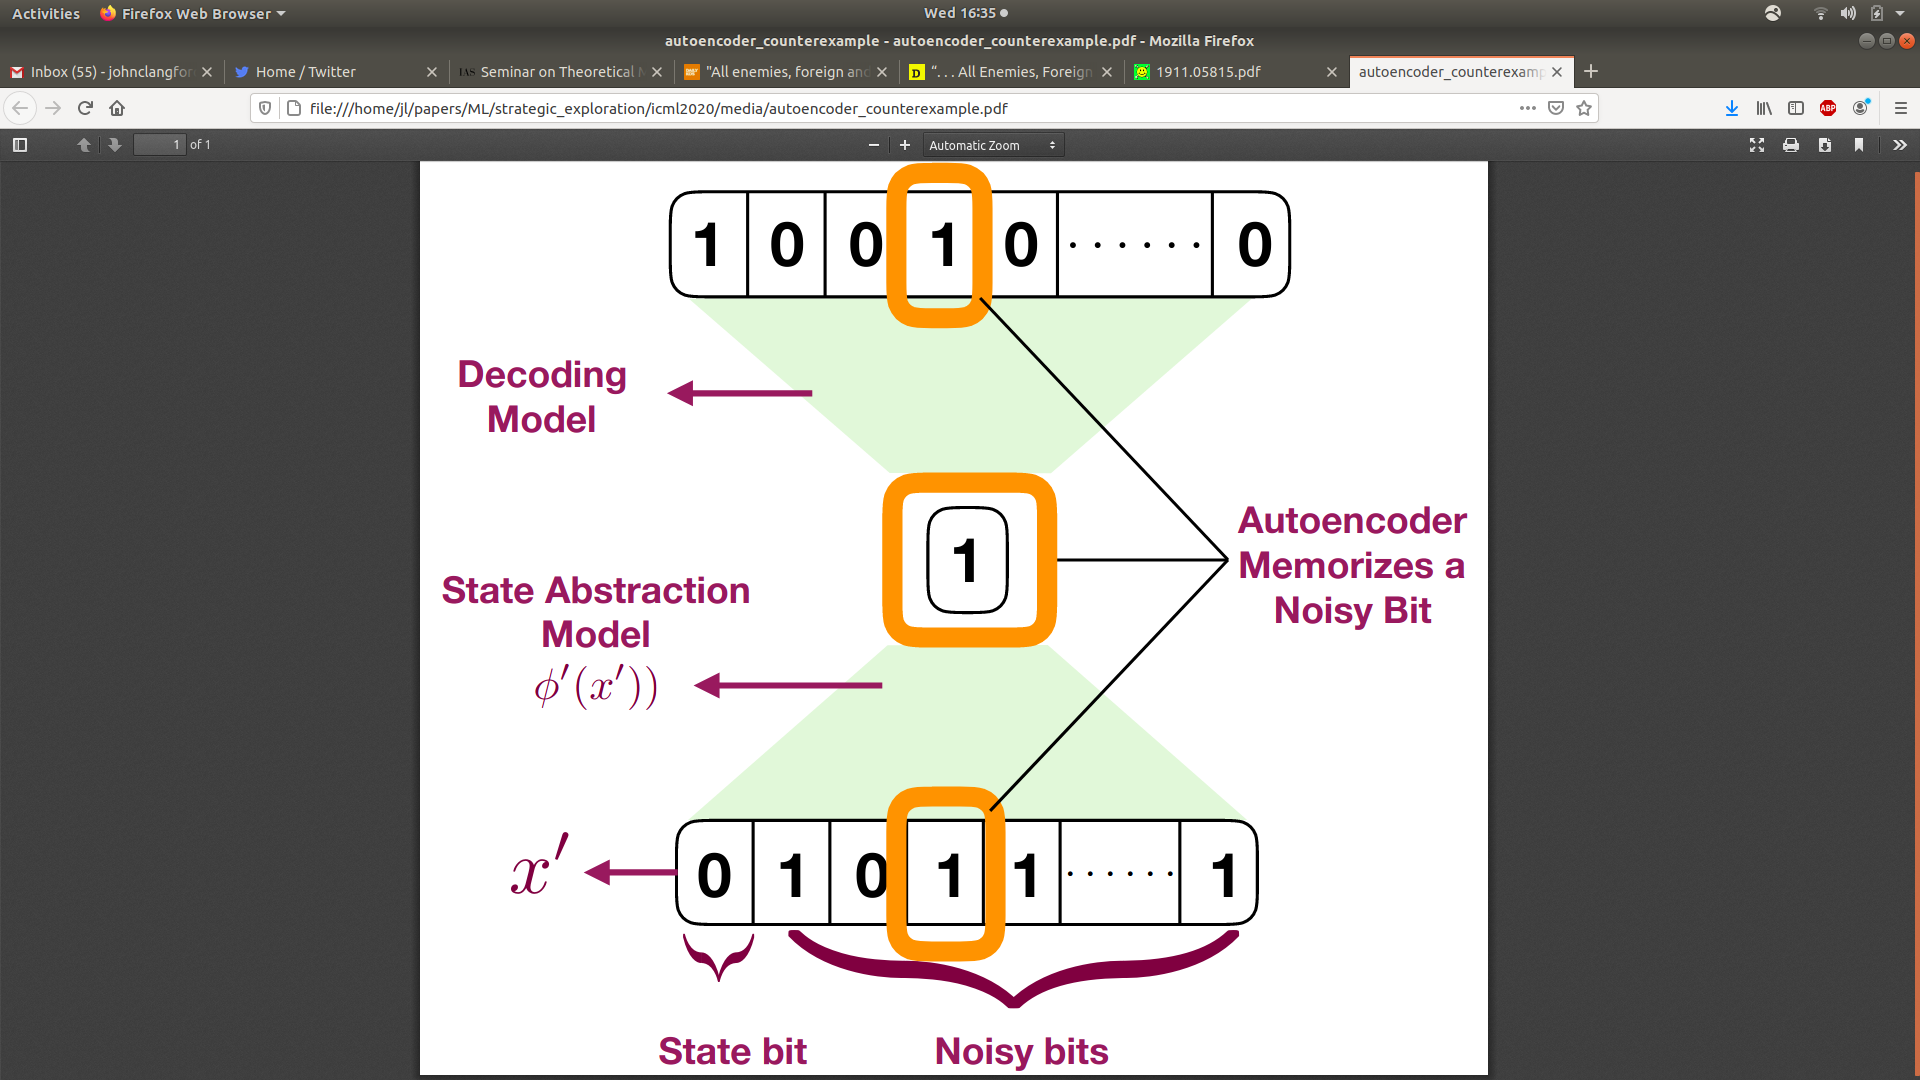 Activities Firefox Web Browser Wed 16:35
autoencoder_counterexample - autoencoder_counterexample.pdf - Mozilla Firefox
Inbox (55) - johnclangfor Home / Twitter IAS Seminar on Theoretical "All enemies, foreign and D “. . . All Enemies, Foreign 1911.05815.pdf autoencoder_counterexamp
file:///home/jl/papers/ML/strategic_exploration/icml2020/media/autoencoder_counterexample.pdf ABP
1 of 1 Automatic Zoom
1 0 0 1 0 ...... 0
Decoding
Model
1
Autoencoder
Memorizes a
Noisy Bit
State Abstraction
Model
ϕ′(x′))
x′ 0 1 0 1 1 ...... 1
State bit Noisy bits